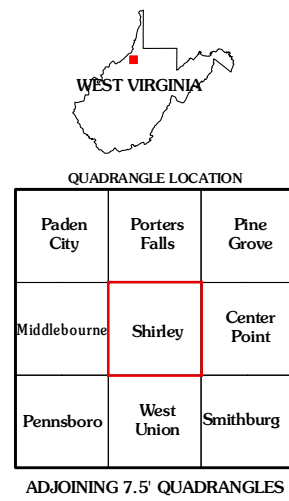 WEST VIRGINIA
QUADRANGLE LOCATION
Paden
City
Porters
Falls
Pine
Grove
Middlebourne
Shirley
Center
Point
Pennsboro
West
Union
Smithburg
ADJOINING 7.5' QUADRANGLES